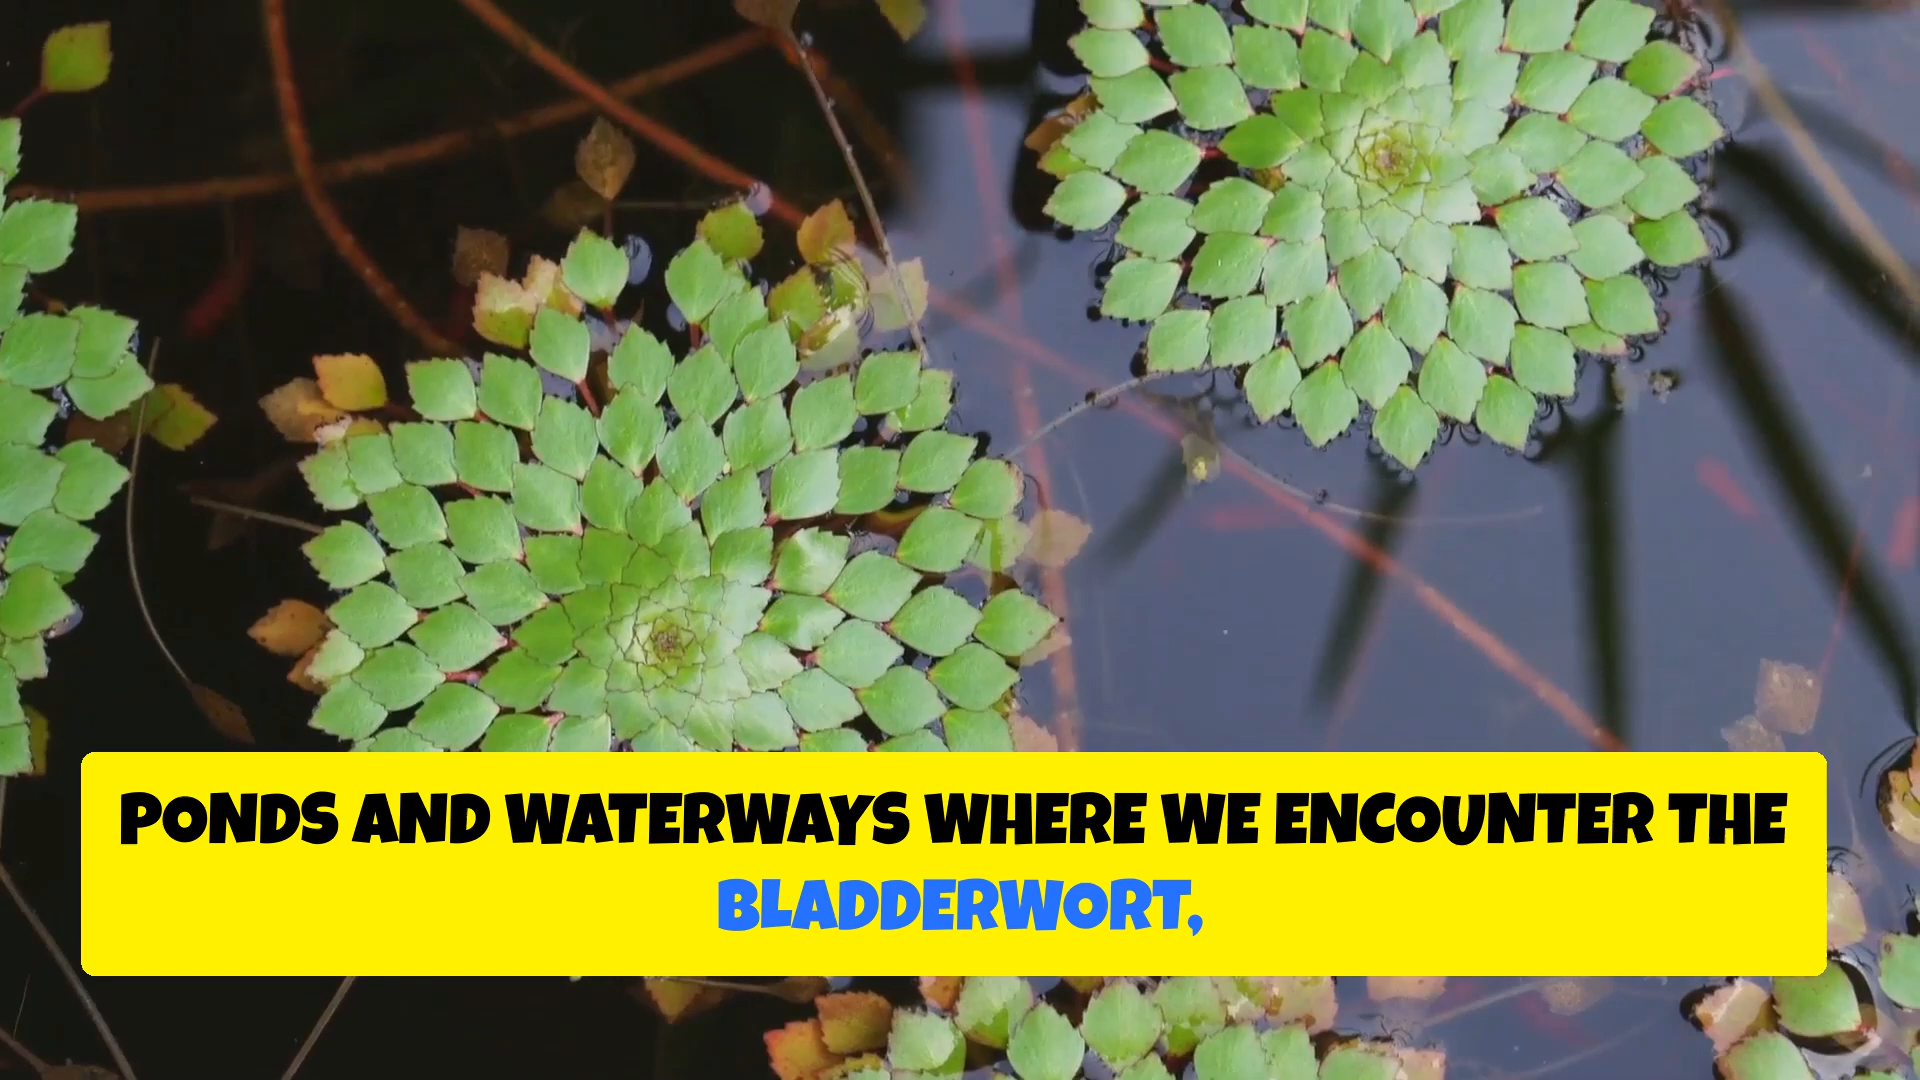 PONDS AND WATERWAYS WHERE WE ENCOUNTER THE
BLADDERWORT,